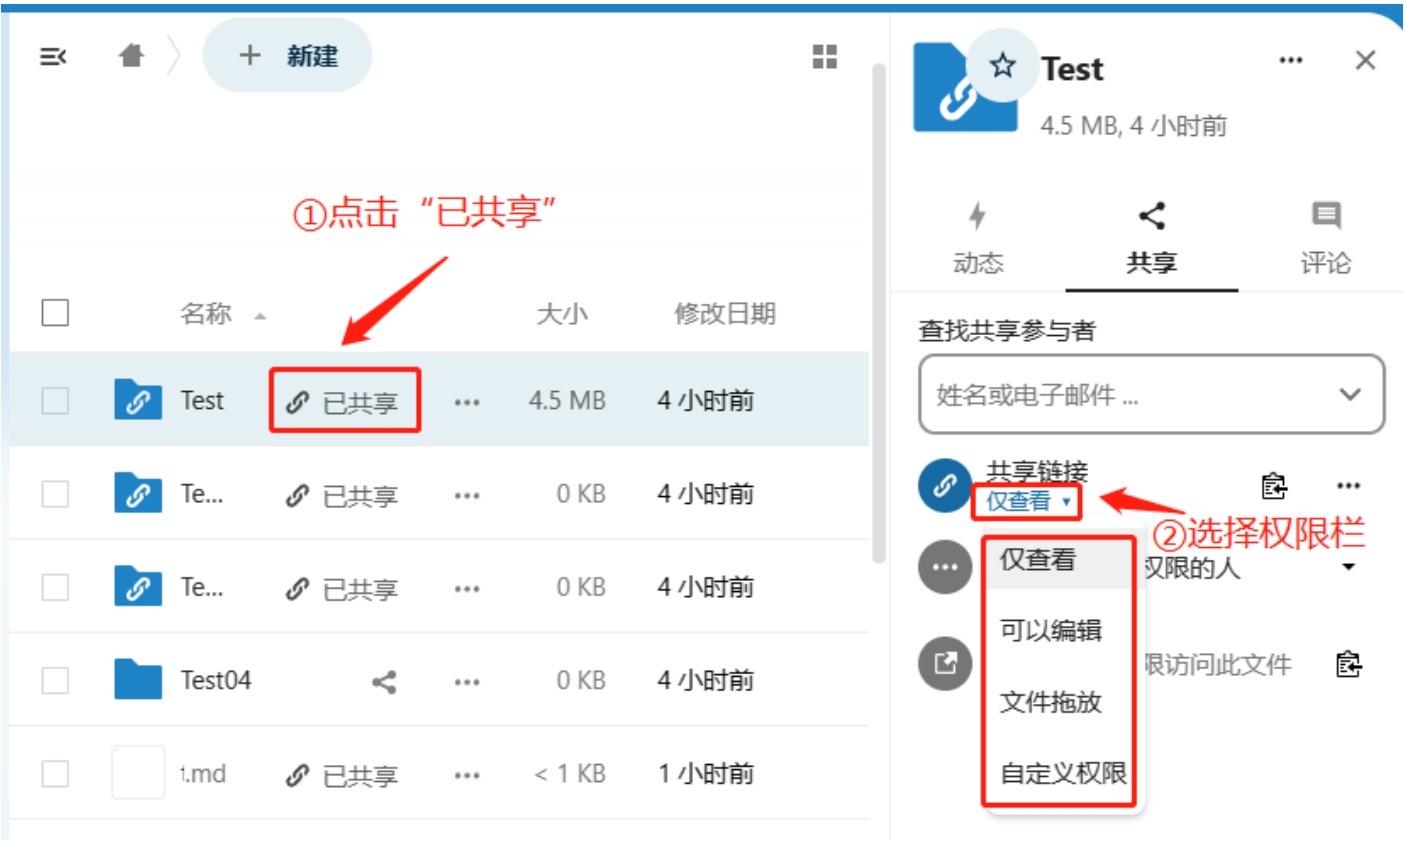 新建
①点击“已共享”
名称 大小 修改日期
Test 已共享 ... 4.5 MB 4 小时前
Te... 已共享 ... 0 KB 4 小时前
Te... 已共享 ... 0 KB 4 小时前
Test04 ... 0 KB 4 小时前
.md 已共享 ... < 1 KB 1 小时前
Test
4.5 MB, 4 小时前
动态 共享 评论
查找共享参与者
姓名或电子邮件 ...
共享链接
仅查看
②选择权限栏
仅查看
权限的人
可以编辑
限访问此文件
文件拖放
自定义权限